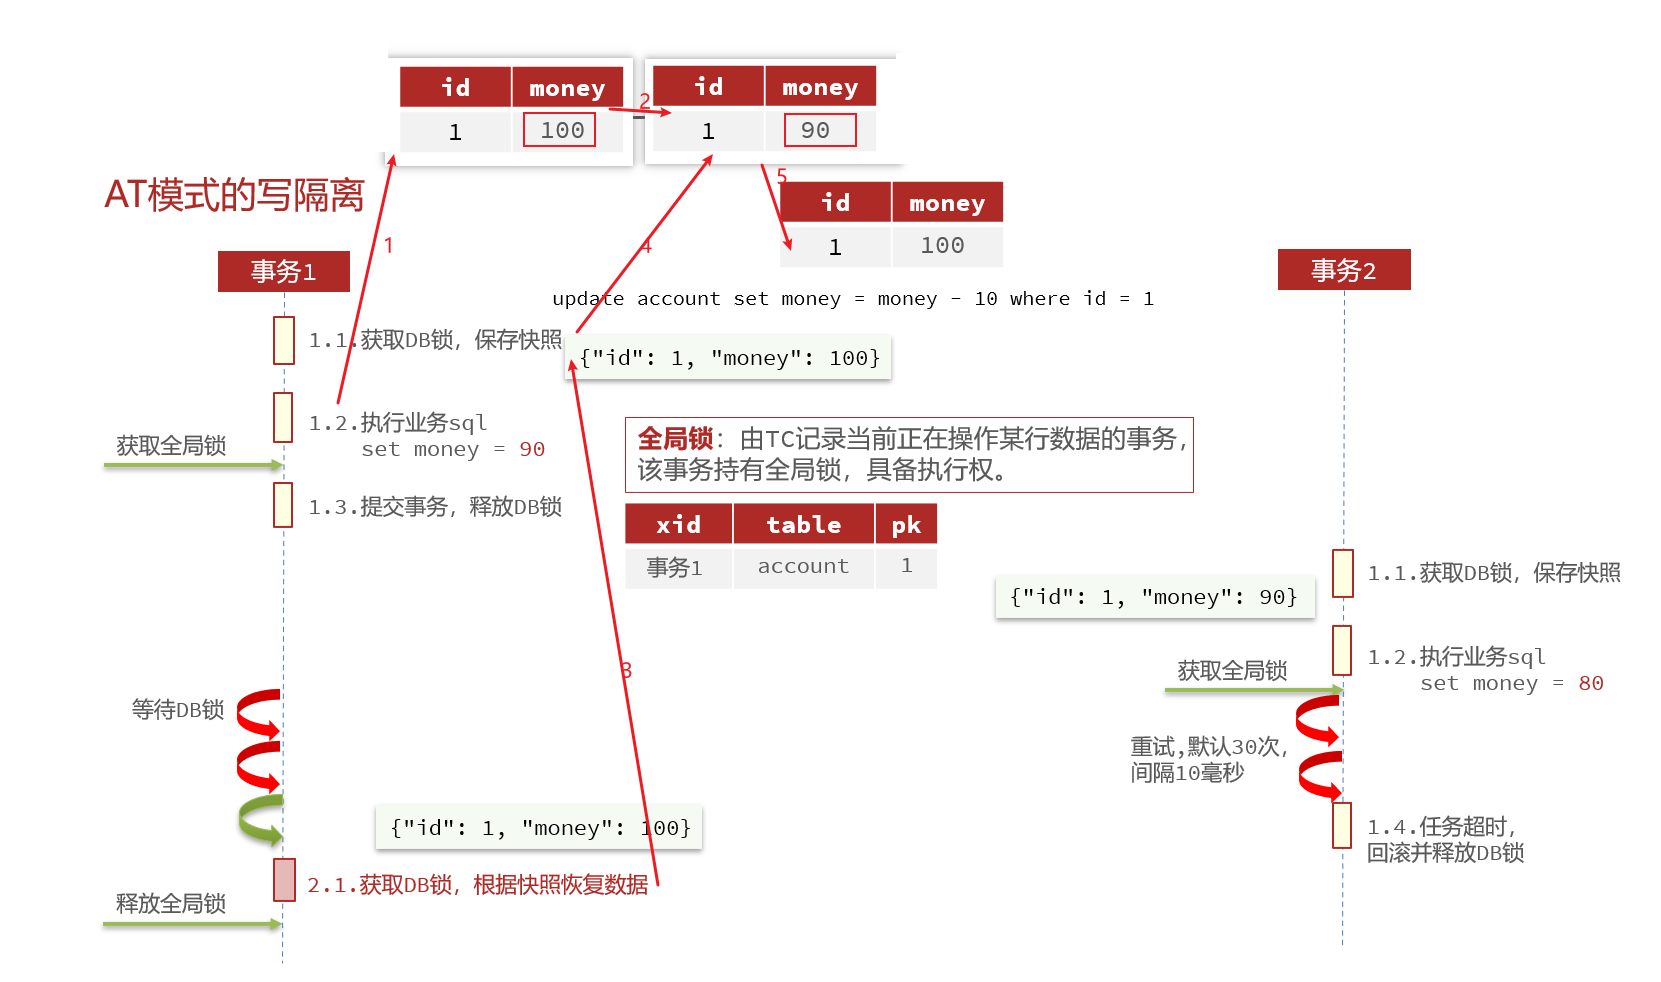 id money
1 100
2
id money
1 90
5
id money
1 100
AT模式的写隔离
1
4
事务1
事务2
update account set money = money - 10 where id = 1
1.1.获取DB锁，保存快照
{"id": 1, "money": 100}
1.2.执行业务sql
set money = 90
获取全局锁
全局锁：由TC记录当前正在操作某行数据的事务，
该事务持有全局锁，具备执行权。
1.3.提交事务，释放DB锁
xid table pk
事务1 account 1
1.1.获取DB锁，保存快照
{"id": 1, "money": 90}
3
1.2.执行业务sql
set money = 80
获取全局锁
等待DB锁
重试,默认30次，
间隔10毫秒
{"id": 1, "money": 100}
1.4.任务超时，
回滚并释放DB锁
2.1.获取DB锁，根据快照恢复数据
释放全局锁